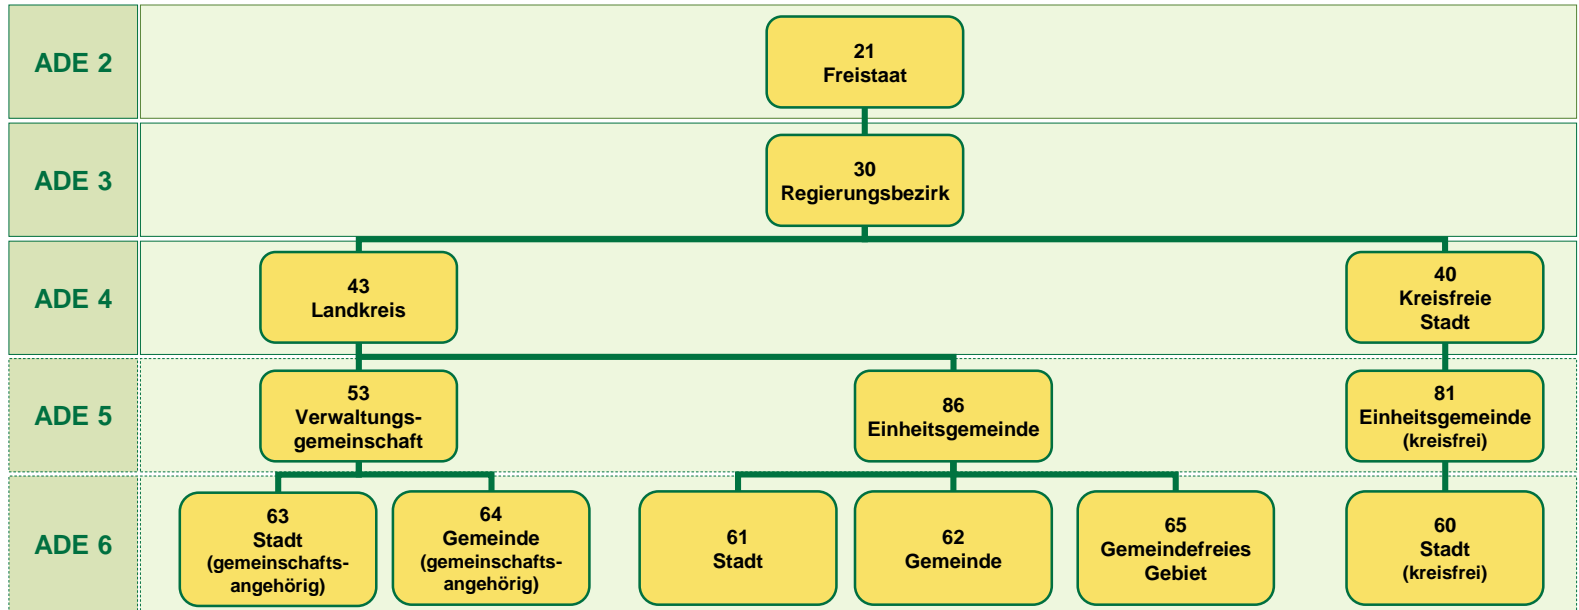 ADE 2
21
Freistaat
ADE 3
30
Regierungsbezirk
ADE 4
43
Landkreis
40
Kreisfreie
Stadt
ADE 5
53
Verwaltungs-
gemeinschaft
86
Einheitsgemeinde
81
Einheitsgemeinde
(kreisfrei)
ADE 6
63
Stadt
(gemeinschafts-
angehörig)
64
Gemeinde
(gemeinschafts-
angehörig)
61
Stadt
62
Gemeinde
65
Gemeindefreies
Gebiet
60
Stadt
(kreisfrei)